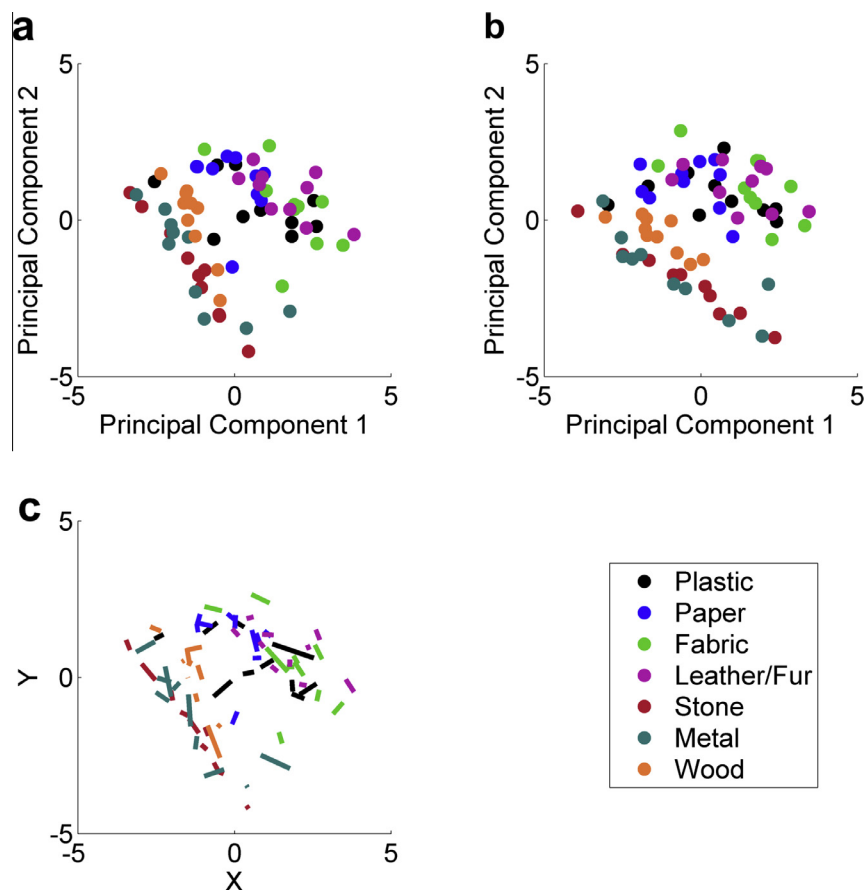 a
5
0
-5
Principal Component 2
-5
0
5
Principal Component 1
b
5
0
-5
Principal Component 2
-5
0
5
Principal Component 1
c
5
0
-5
Y
-5
0
5
X
Plastic
Paper
Fabric
Leather/Fur
Stone
Metal
Wood